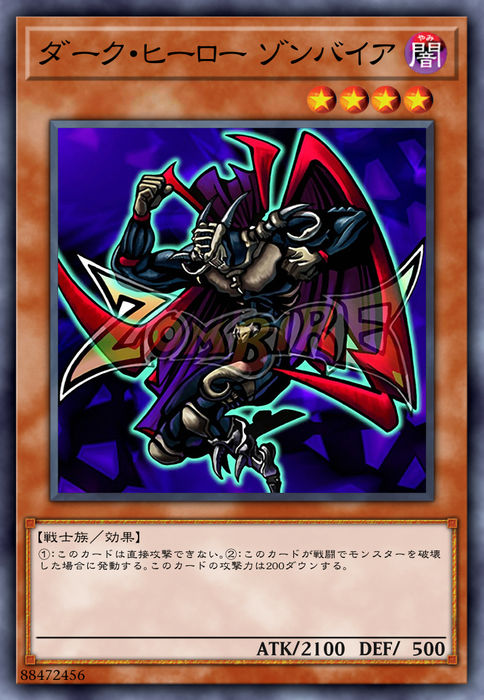 ダーク・ヒーロー ゾンバイア
やみ
闇
ZOMBIRE
【戦士族／効果】
①：このカードは直接攻撃できない。②：このカードが戦闘でモンスターを破壊
した場合に発動する。このカードの攻撃力は200ダウンする。
ATK/2100 DEF/ 500
88472456